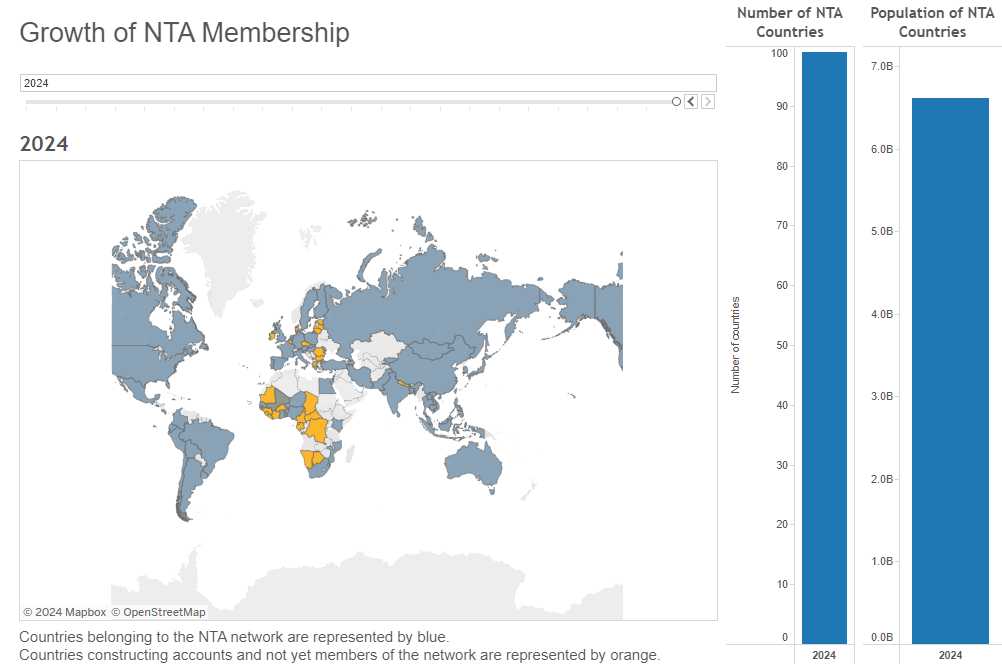 Growth of NTA Membership
2024
2024
© 2024 Mapbox © OpenStreetMap
Countries belonging to the NTA network are represented by blue.
Countries constructing accounts and not yet members of the network are represented by orange.
Number of NTA
Countries
Number of countries
100
90
80
70
60
50
40
30
20
10
0
2024
Population of NTA
Countries
7.0B
6.0B
5.0B
4.0B
3.0B
2.0B
1.0B
0.0B
2024